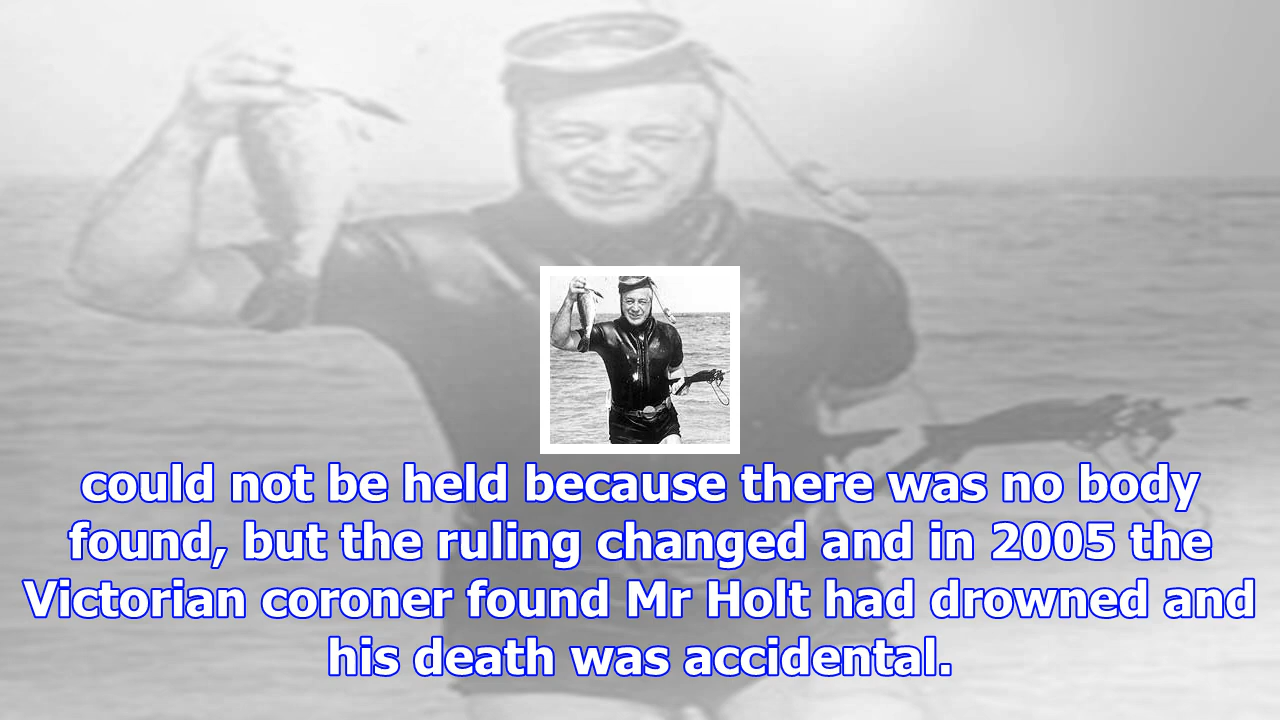 could not be held because there was no body
found, but the ruling changed and in 2005 the
Victorian coroner found Mr Holt had drowned and
his death was accidental.